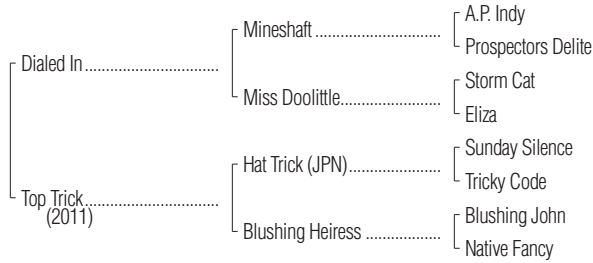 A.P. Indy
Mineshaft
Prospectors Delite
Dialed In
Storm Cat
Miss Doolittle
Eliza
Sunday Silence
Hat Trick (JPN)
Tricky Code
Top Trick
(2011)
Blushing John
Blushing Heiress
Native Fancy